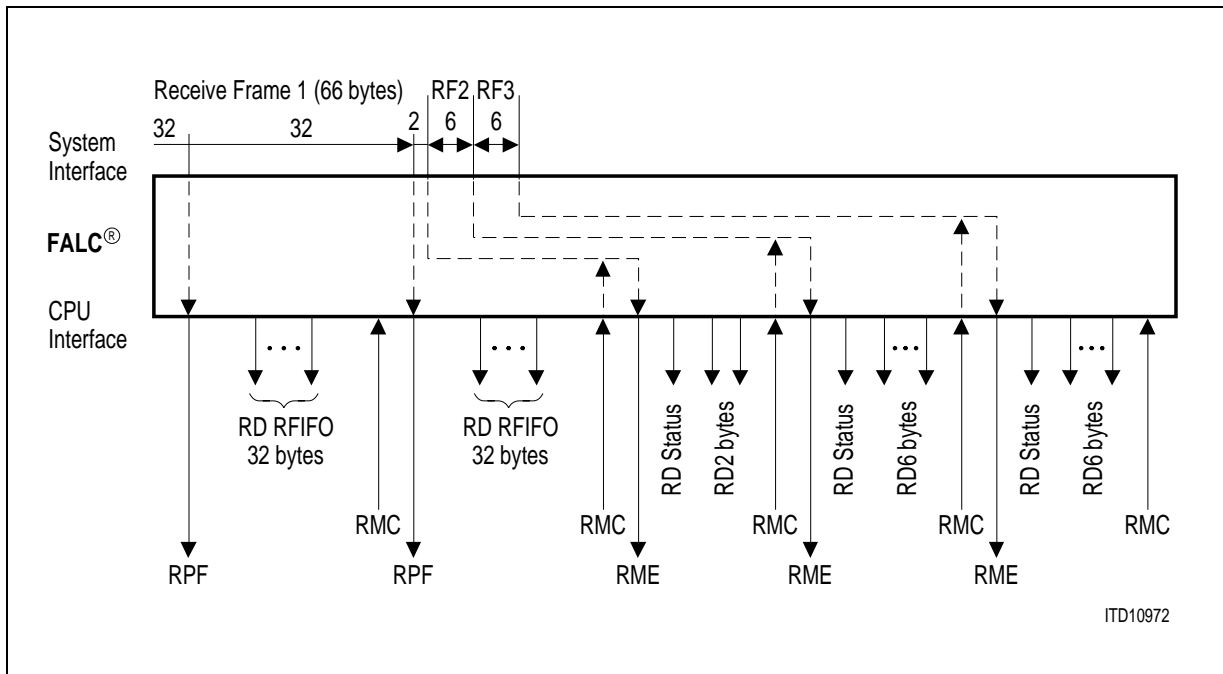 Receive Frame 1 (66 bytes) RF2 RF3
32 32 2 6 6
System
Interface
FALC®
CPU
Interface
RD RFIFO
32 bytes
RD RFIFO
32 bytes
RD Status
RD2 bytes
RD Status
RD6 bytes
RD Status
RD6 bytes
RMC RMC RMC RMC RMC
RPF RPF RME RME RME
ITD10972